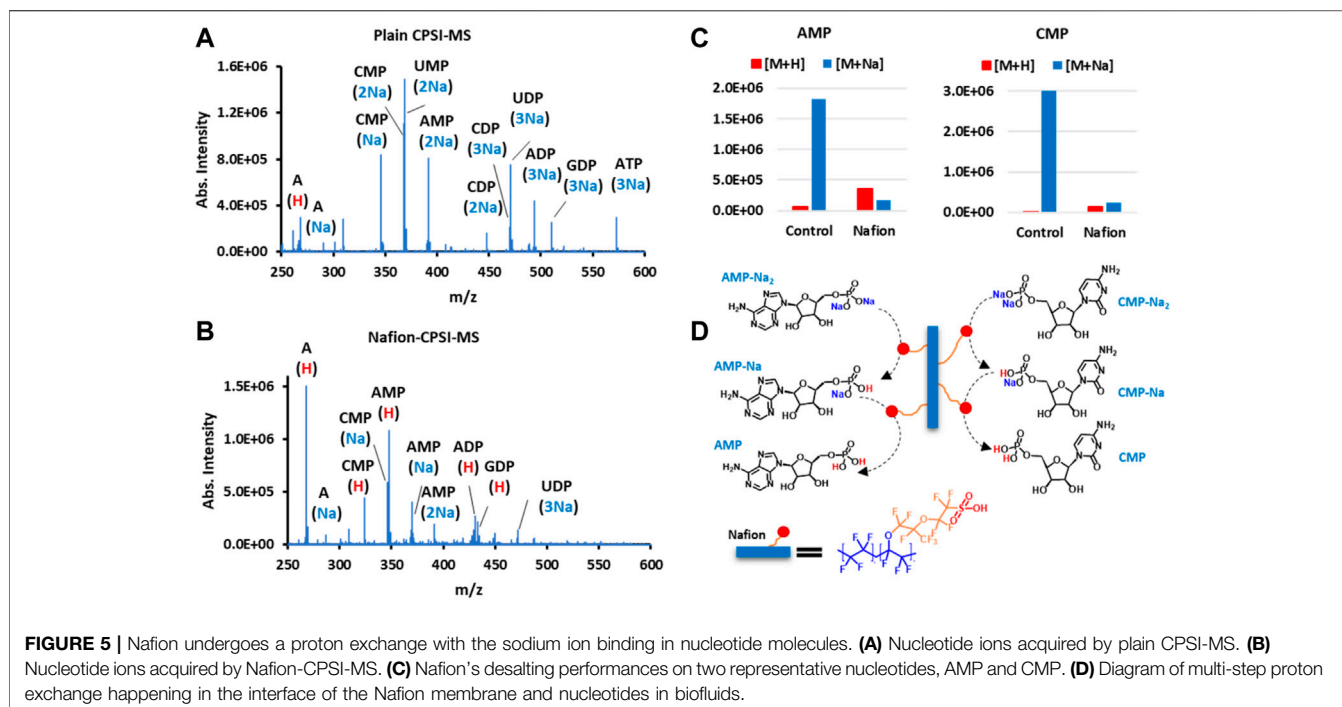 A
Plain CPSI-MS
Abs. Intensity
1.6E+06
1.2E+06
8.0E+05
4.0E+05
0.0E+00
250 300 350 400 450 500 550 600
m/z
A
(H)
A
(Na)
CMP
(Na)
CMP
(2Na)
UMP
(2Na)
AMP
(2Na)
CDP
(2Na)
CDP
(3Na)
UDP
(3Na)
ADP
(3Na)
GDP
(3Na)
ATP
(3Na)
B
Nafion-CPSI-MS
Abs. Intensity
1.5E+06
1.0E+06
5.0E+05
0.0E+00
250 300 350 400 450 500 550 600 650
m/z
A
(H)
A
(Na)
CMP
(H)
CMP
(Na)
AMP
(H)
AMP
(Na)
AMP
(2Na)
ADP
(H)
GDP
(H)
UDP
(3Na)
C
AMP
[M+H] [M+Na]
2.0E+06
1.5E+06
1.0E+06
5.0E+05
0.0E+00
Control Nafion
CMP
[M+H] [M+Na]
3.0E+06
2.0E+06
1.0E+06
0.0E+00
Control Nafion
D
AMP-Na2
AMP-Na
AMP
CMP-Na2
CMP-Na
CMP
Nafion
FIGURE 5 | Nafion undergoes a proton exchange with the sodium ion binding in nucleotide molecules. (A) Nucleotide ions acquired by plain CPSI-MS. (B)
Nucleotide ions acquired by Nafion-CPSI-MS. (C) Nafion's desalting performances on two representative nucleotides, AMP and CMP. (D) Diagram of multi-step proton
exchange happening in the interface of the Nafion membrane and nucleotides in biofluids.